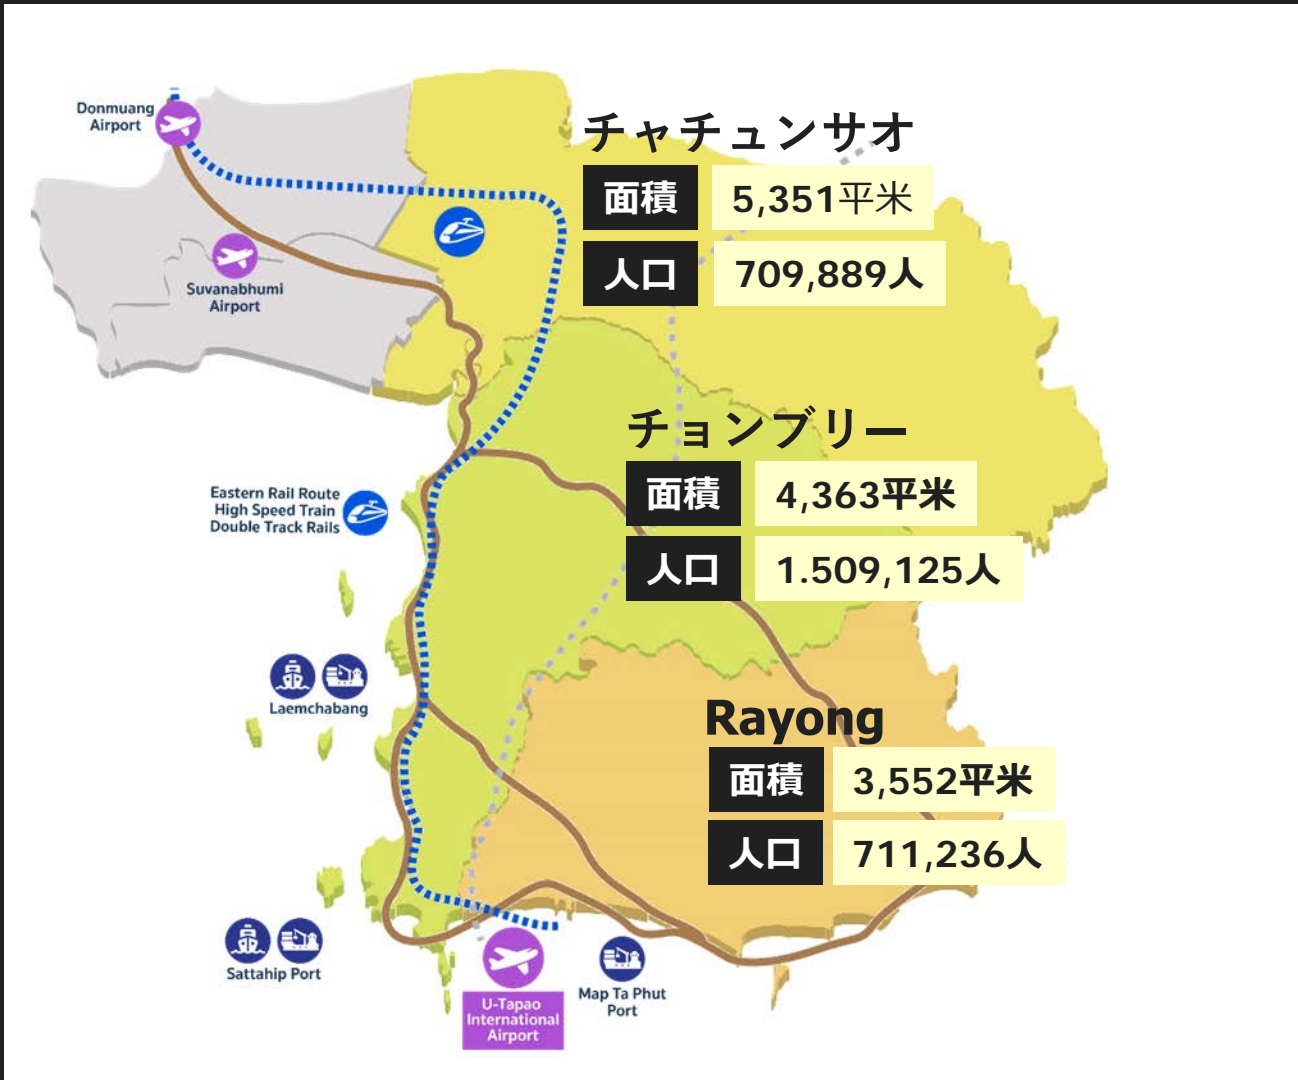 Donmuang
Airport
チャチュンサオ
面積 5,351平米
人口 709,889人
Suvanabhumi
Airport
チョンブリー
面積 4,363平米
人口 1.509,125人
Eastern Rail Route
High Speed Train
Double Track Rails
Laemchabang
Rayong
面積 3,552平米
人口 711,236人
Sattahip Port
Map Ta Phut
Port
U-Tapao
International
Airport